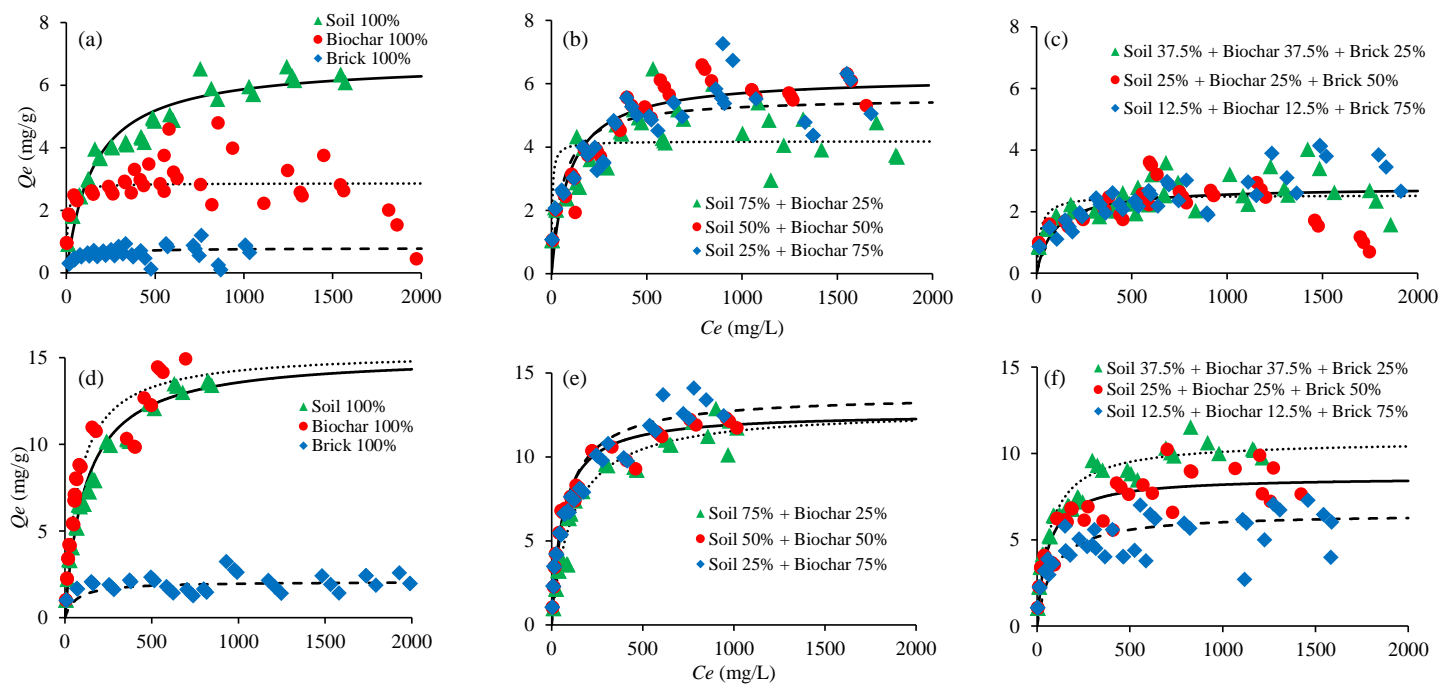 (a)
Soil 100%
Biochar 100%
Brick 100%
Qe (mg/g)
8
6
4
2
0
0 500 1000 1500 2000
(b)
Soil 75% + Biochar 25%
Soil 50% + Biochar 50%
Soil 25% + Biochar 75%
8
6
4
2
0
0 500 1000 1500 2000
Ce (mg/L)
(c)
Soil 37.5% + Biochar 37.5% + Brick 25%
Soil 25% + Biochar 25% + Brick 50%
Soil 12.5% + Biochar 12.5% + Brick 75%
8
6
4
2
0
0 500 1000 1500 2000
(d)
Soil 100%
Biochar 100%
Brick 100%
Qe (mg/g)
15
10
5
0
0 500 1000 1500 2000
(e)
Soil 75% + Biochar 25%
Soil 50% + Biochar 50%
Soil 25% + Biochar 75%
15
10
5
0
0 500 1000 1500 2000
Ce (mg/L)
(f)
Soil 37.5% + Biochar 37.5% + Brick 25%
Soil 25% + Biochar 25% + Brick 50%
Soil 12.5% + Biochar 12.5% + Brick 75%
15
10
5
0
0 500 1000 1500 2000